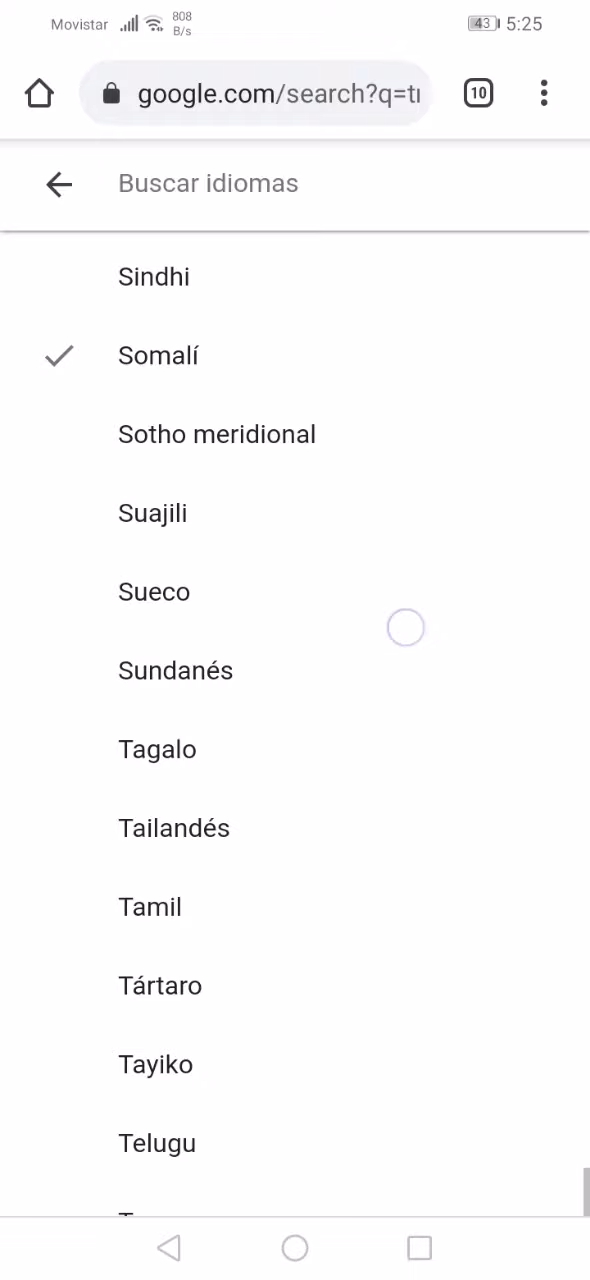 Movistar 808 B/s 43 5:25
google.com/search?q=tr 10
Buscar idiomas
Sindhi
Somalí
Sotho meridional
Suajili
Sueco
Sundanés
Tagalo
Tailandés
Tamil
Tártaro
Tayiko
Telugu